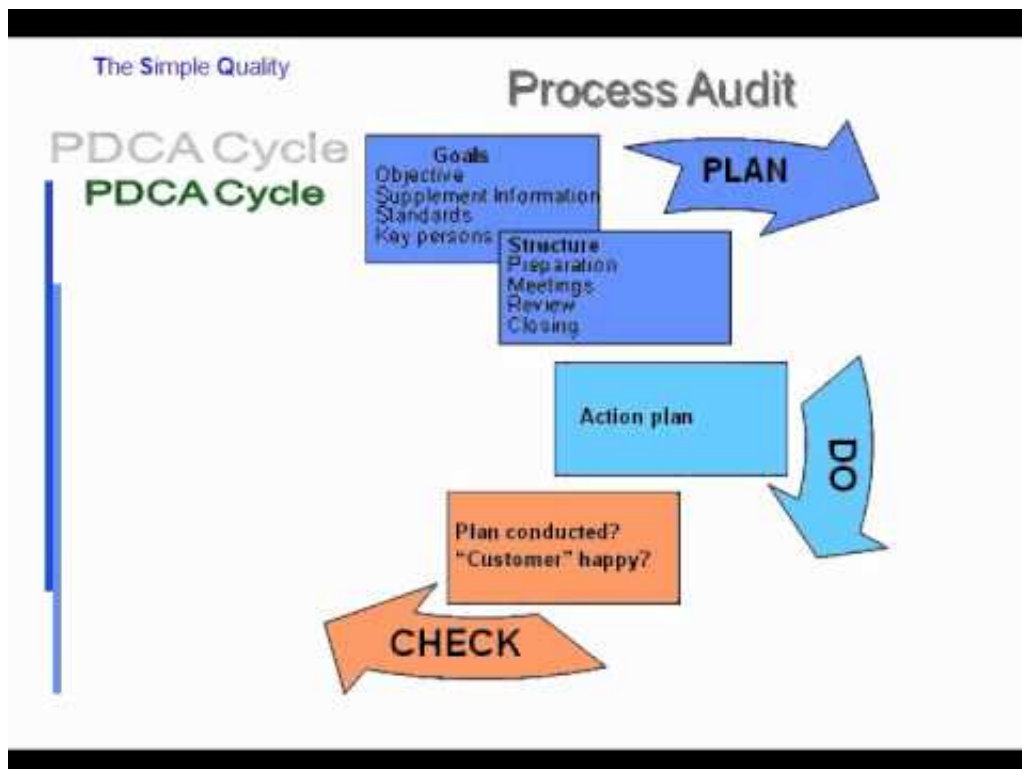 The Simple Quality
Process Audit
PDCA Cycle
PDCA Cycle
Goals
Objective
Supplement Information
Standards
Key persons
Structure
Preparation
Meetings
Review
Closing
PLAN
Action plan
DO
Plan conducted?
“Customer” happy?
CHECK